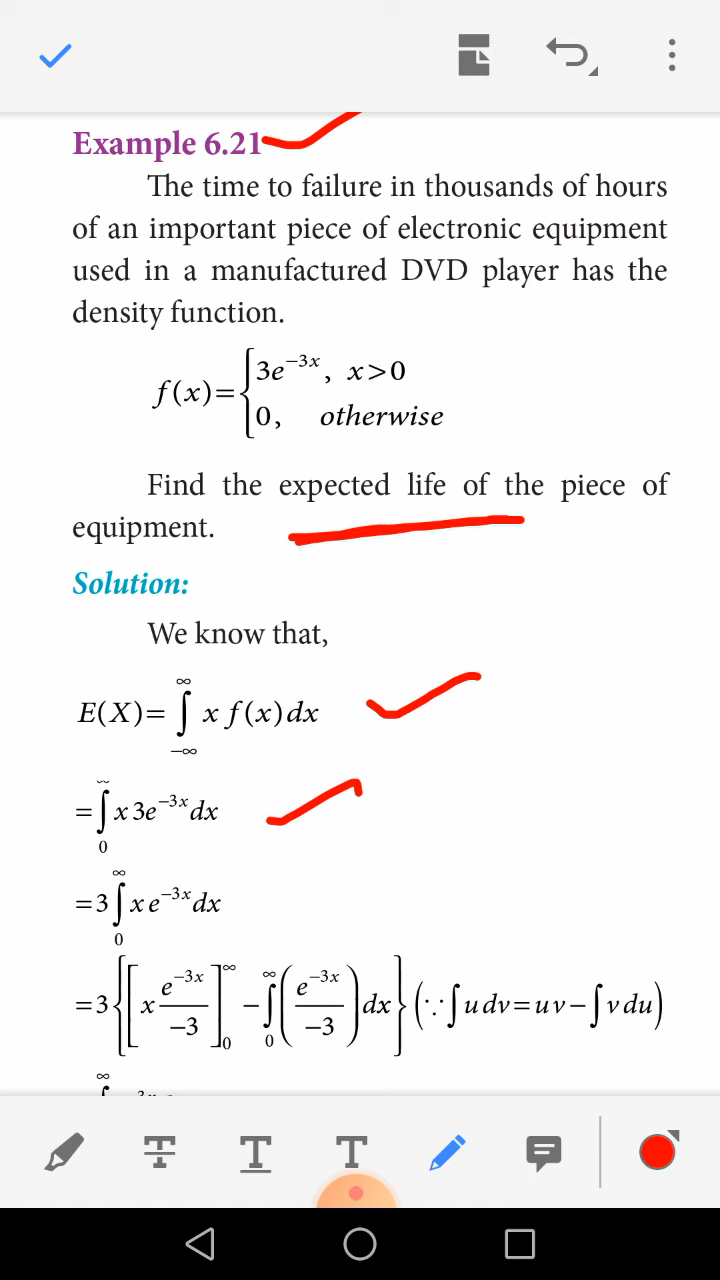 Example 6.21
The time to failure in thousands of hours
of an important piece of electronic equipment
used in a manufactured DVD player has the
density function.
f(x)={3e^{-3x}, x>0
0, otherwise
Find the expected life of the piece of
equipment.
Solution:
We know that,
E(X)= ∫_{-∞}^{∞} x f(x)dx
=∫_{0} x 3e^{-3x}dx
=3∫_{0}^{∞} x e^{-3x}dx
=3{[x e^{-3x}/-3]_{0}^{∞} -∫_{0}^{∞}(e^{-3x}/-3)dx} (∵∫u dv=uv-∫v du)